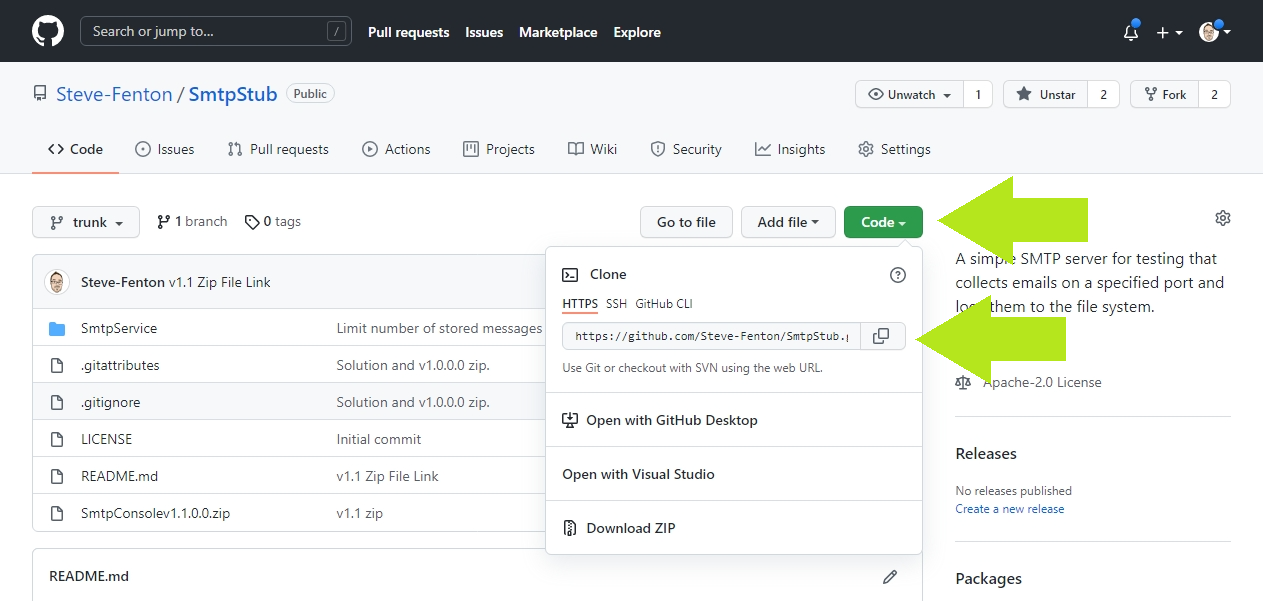 Search or jump to... / Pull requests Issues Marketplace Explore
Steve-Fenton / SmtpStub Public Unwatch 1 Unstar 2 Fork 2
Code Issues Pull requests Actions Projects Wiki Security Insights Settings
trunk 1 branch 0 tags Go to file Add file Code
Steve-Fenton v1.1 Zip File Link
SmtpService Limit number of stored messages
.gitattributes Solution and v1.0.0.0 zip.
.gitignore Solution and v1.0.0.0 zip.
LICENSE Initial commit
README.md v1.1 Zip File Link
SmtpConsolev1.1.0.0.zip v1.1 zip
README.md
Clone
HTTPS SSH GitHub CLI
https://github.com/Steve-Fenton/SmtpStub.
Use Git or checkout with SVN using the web URL.
Open with GitHub Desktop
Open with Visual Studio
Download ZIP
A simple SMTP server for testing that
collects emails on a specified port and
them to the file system.
Apache-2.0 License
Releases
No releases published
Create a new release
Packages